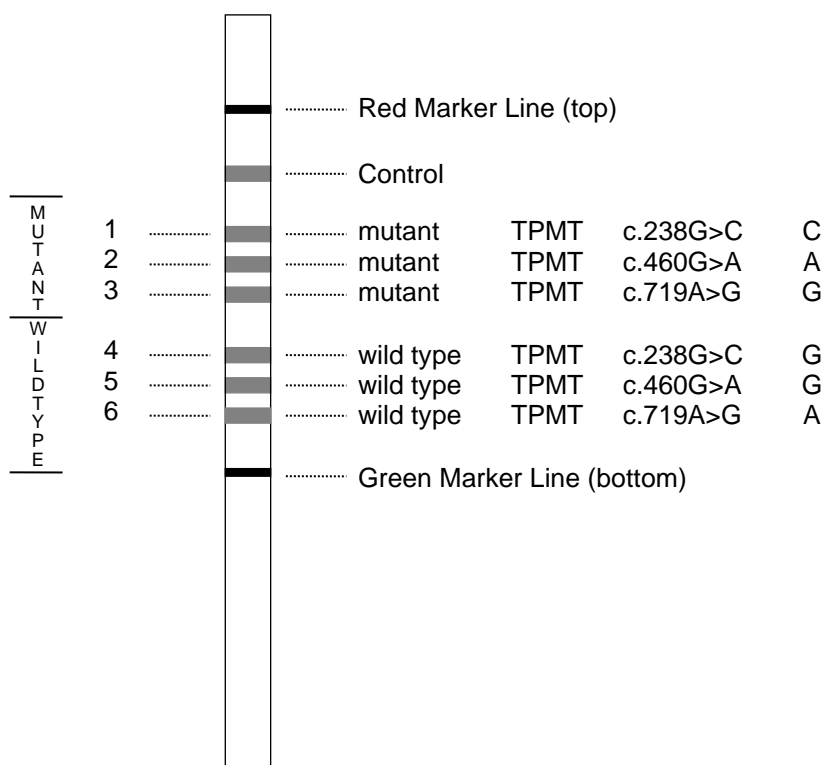 Red Marker Line (top)
Control
MUTANT
1 mutant TPMT c.238G>C C
2 mutant TPMT c.460G>A A
3 mutant TPMT c.719A>G G
WILDTYPE
4 wild type TPMT c.238G>C G
5 wild type TPMT c.460G>A G
6 wild type TPMT c.719A>G A
Green Marker Line (bottom)